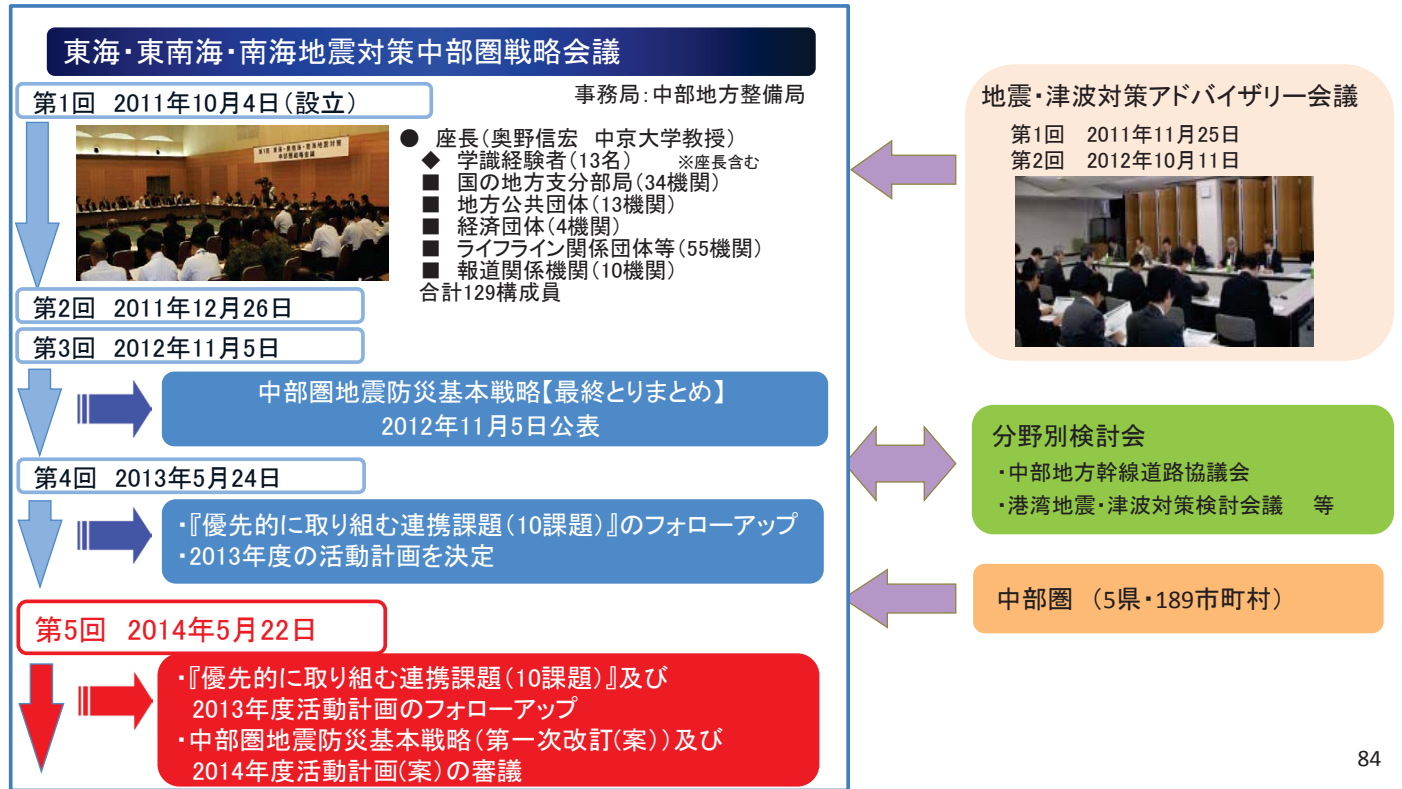 東海・東南海・南海地震対策中部圏戦略会議
第1回 2011年10月4日(設立)
事務局:中部地方整備局
第1回 東海・東南海・南海地震対策
中部圏戦略会議
● 座長(奥野信宏 中京大学教授)
◆ 学識経験者(13名) ※座長含む
■ 国の地方支分部局(34機関)
■ 地方公共団体(13機関)
■ 経済団体(4機関)
■ ライフライン関係団体等(55機関)
■ 報道関係機関(10機関)
合計129構成員
第2回 2011年12月26日
第3回 2012年11月5日
中部圏地震防災基本戦略【最終とりまとめ】
2012年11月5日公表
第4回 2013年5月24日
・『優先的に取り組む連携課題(10課題)』のフォローアップ
・2013年度の活動計画を決定
第5回 2014年5月22日
・『優先的に取り組む連携課題(10課題)』及び
2013年度活動計画のフォローアップ
・中部圏地震防災基本戦略(第一次改訂(案))及び
2014年度活動計画(案)の審議
地震・津波対策アドバイザリー会議
第1回 2011年11月25日
第2回 2012年10月11日
分野別検討会
・中部地方幹線道路協議会
・港湾地震・津波対策検討会議 等
中部圏 (5県・189市町村)
84